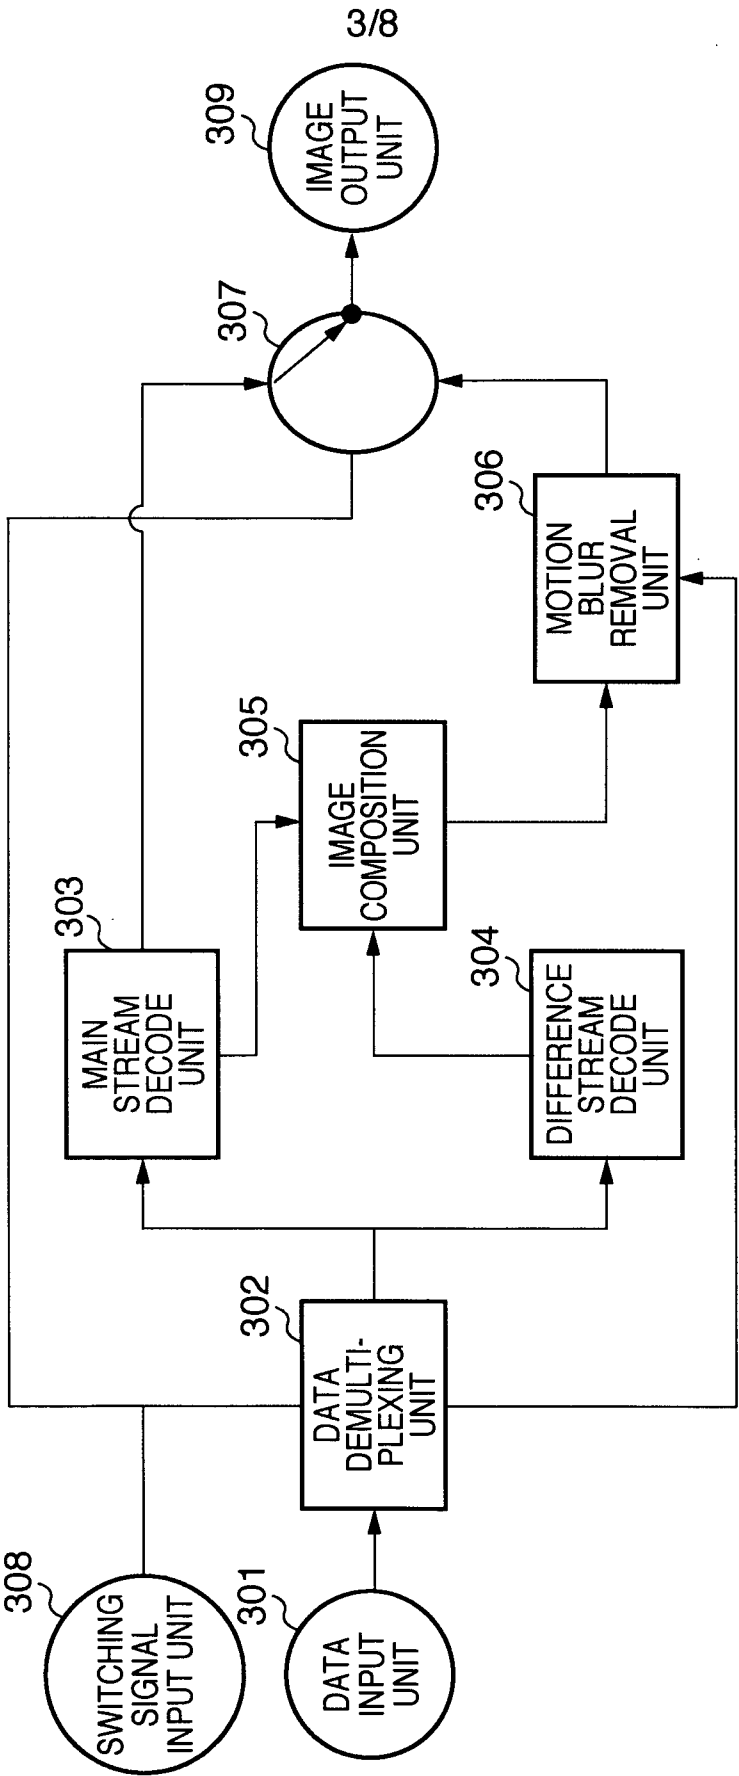 3/8
308
SWITCHING
SIGNAL
INPUT UNIT
301
DATA
INPUT
UNIT
302
DATA
DEMULTI-
PLEXING
UNIT
303
MAIN
STREAM
DECODE
UNIT
304
DIFFERENCE
STREAM
DECODE
UNIT
305
IMAGE
COMPOSITION
UNIT
306
MOTION
BLUR
REMOVAL
UNIT
307
309
IMAGE
OUTPUT
UNIT